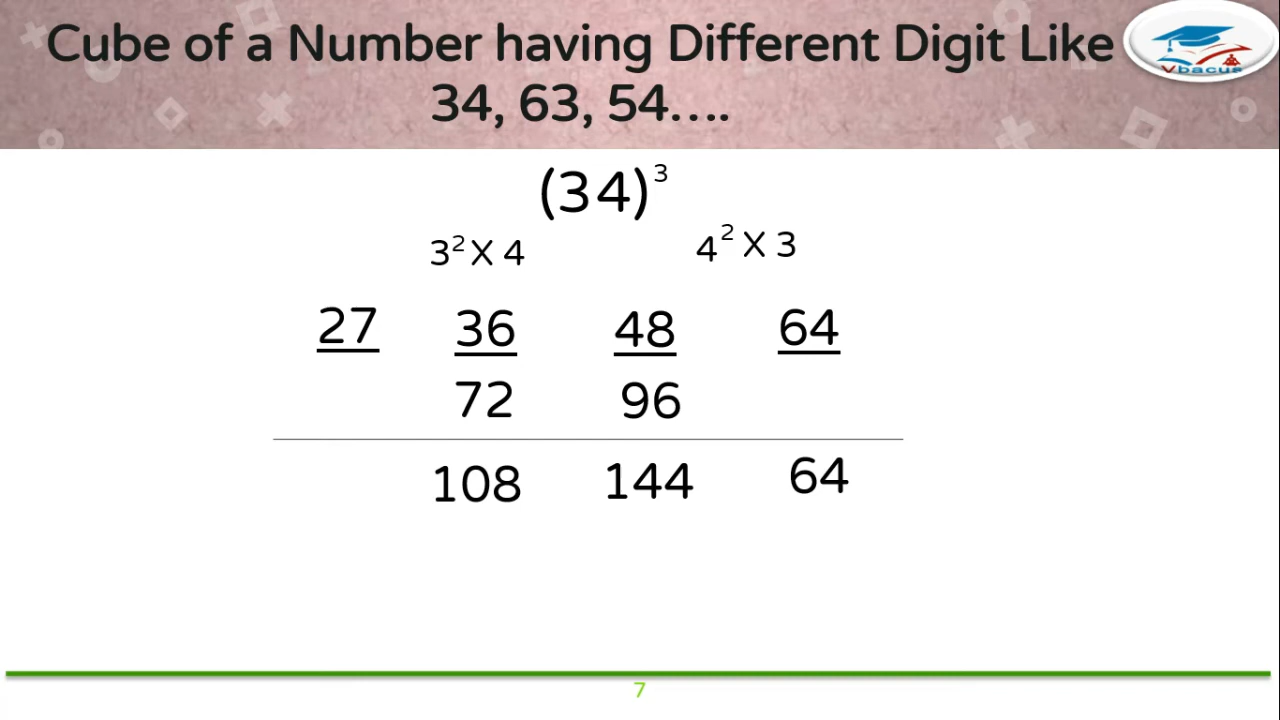 Cube of a Number having Different Digit Like
34, 63, 54....
Vbacus
(34)³
3² X 4 4² X 3
27 36 48 64
72 96
108 144 64
7